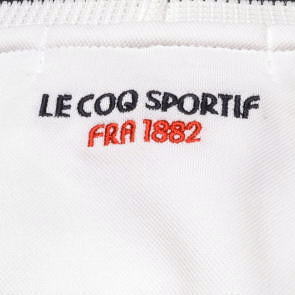 LE COQ SPORTIF
FRA 1882